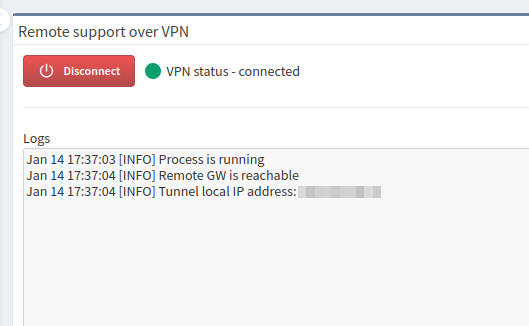 Remote support over VPN
Disconnect
VPN status - connected
Logs
Jan 14 17:37:03 [INFO] Process is running
Jan 14 17:37:04 [INFO] Remote GW is reachable
Jan 14 17:37:04 [INFO] Tunnel local IP address: